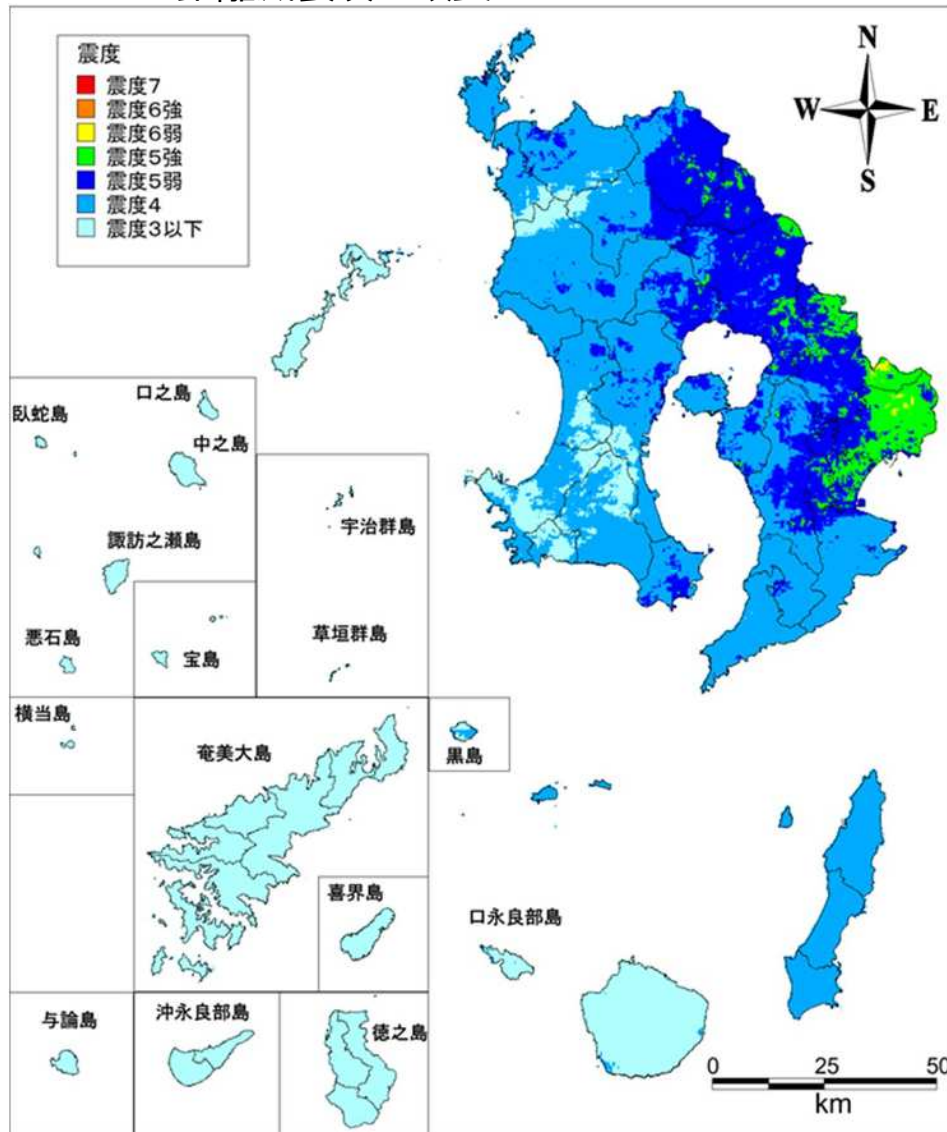 震度
震度7
震度6強
震度6弱
震度5強
震度5弱
震度4
震度3以下
N
W
E
S
口之島
臥蛇島
中之島
宇治群島
諏訪之瀬島
草垣群島
悪石島
宝島
横当島
奄美大島
黒島
喜界島
口永良部島
与論島
沖永良部島
徳之島
0 25 50
km